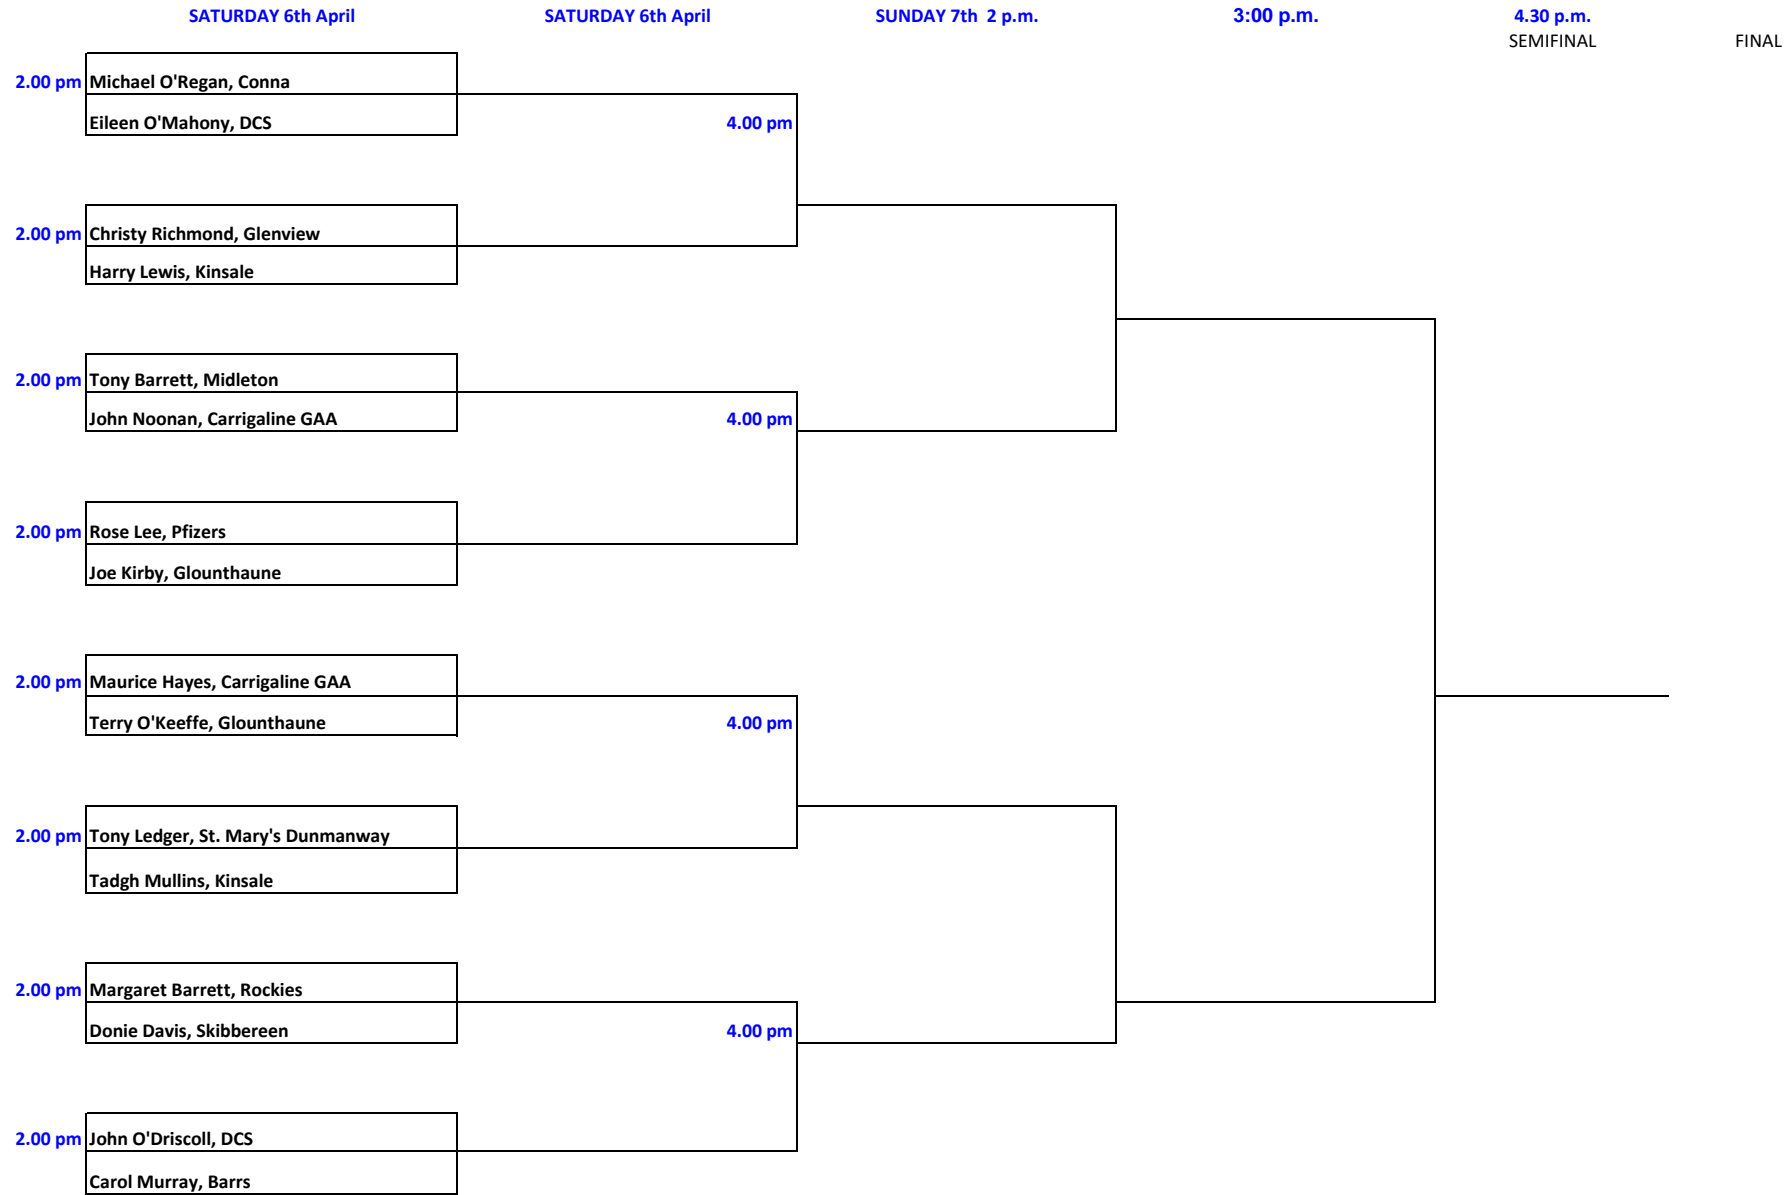 SATURDAY 6th April SATURDAY 6th April SUNDAY 7th 2 p.m. 3:00 p.m. 4.30 p.m.
SEMIFINAL FINAL
2.00 pm Michael O'Regan, Conna
Eileen O'Mahony, DCS 4.00 pm
2.00 pm Christy Richmond, Glenview
Harry Lewis, Kinsale
2.00 pm Tony Barrett, Midleton
John Noonan, Carrigaline GAA 4.00 pm
2.00 pm Rose Lee, Pfizers
Joe Kirby, Glounthaune
2.00 pm Maurice Hayes, Carrigaline GAA
Terry O'Keeffe, Glounthaune 4.00 pm
2.00 pm Tony Ledger, St. Mary's Dunmanway
Tadgh Mullins, Kinsale
2.00 pm Margaret Barrett, Rockies
Donie Davis, Skibbereen 4.00 pm
2.00 pm John O'Driscoll, DCS
Carol Murray, Barrs